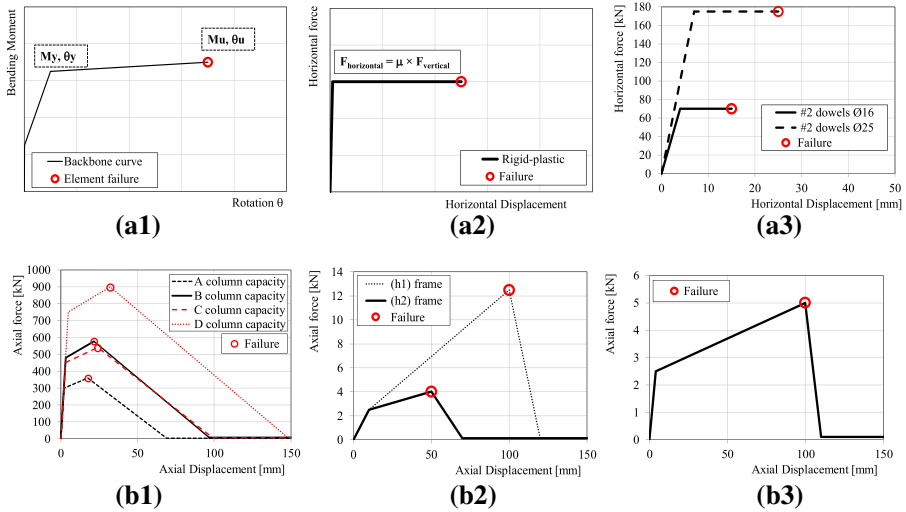 Bending Moment
My, θy
Mu, θu
Backbone curve
Element failure
Rotation θ
(a1)
Horizontal force
F_horizontal = μ × F_vertical
Rigid-plastic
Failure
Horizontal Displacement
(a2)
Horizontal force [kN]
180
160
140
120
100
80
60
40
20
0
#2 dowels Ø16
#2 dowels Ø25
Failure
0 10 20 30 40 50
Horizontal Displacement [mm]
(a3)
Axial force [kN]
1000
900
800
700
600
500
400
300
200
100
0
A column capacity
B column capacity
C column capacity
D column capacity
Failure
0 50 100 150
Axial Displacement [mm]
(b1)
Axial force [kN]
14
12
10
8
6
4
2
0
(h1) frame
(h2) frame
Failure
0 50 100 150
Axial Displacement [mm]
(b2)
Axial force [kN]
6
5
4
3
2
1
0
Failure
0 50 100 150
Axial Displacement [mm]
(b3)